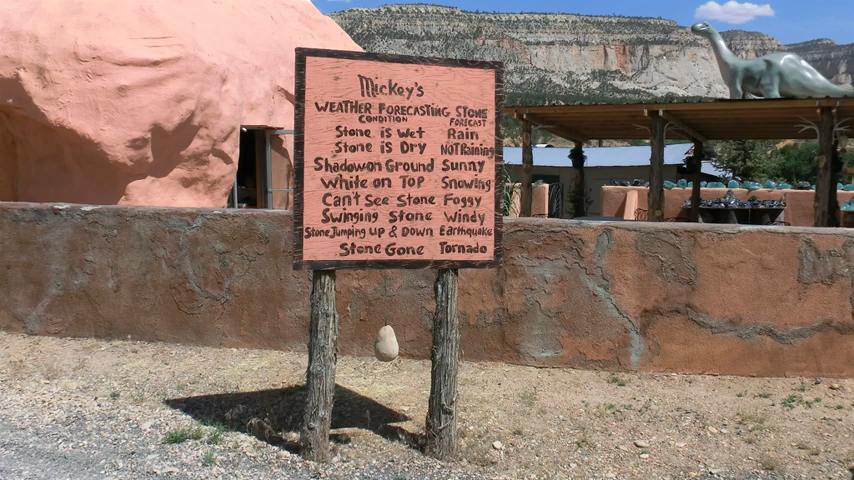 Mickey's
WEATHER FORECASTING STONE
CONDITION FORECAST
Stone is Wet Rain
Stone is Dry NOT Raining
Shadow on Ground Sunny
White on Top Snowing
Can't See Stone Foggy
Swinging Stone Windy
Stone Jumping UP & Down Earthquake
Stone Gone Tornado